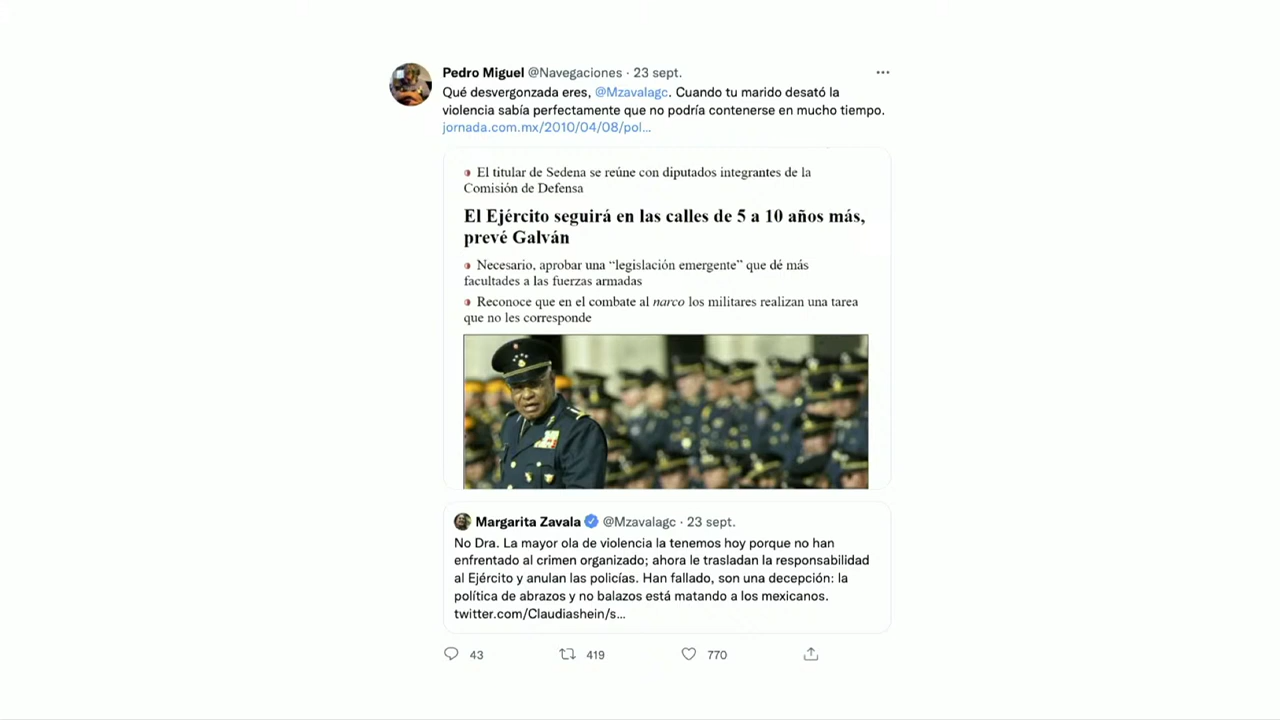 Pedro Miguel @Navegaciones · 23 sept.
Qué desvergonzada eres, @Mzavalagc. Cuando tu marido desató la
violencia sabía perfectamente que no podría contenerse en mucho tiempo.
jornada.com.mx/2010/04/08/pol...
El titular de Sedena se reúne con diputados integrantes de la
Comisión de Defensa
El Ejército seguirá en las calles de 5 a 10 años más,
prevé Galván
Necesario, aprobar una “legislación emergente” que dé más
facultades a las fuerzas armadas
Reconoce que en el combate al narco los militares realizan una tarea
que no les corresponde
Margarita Zavala @Mzavalagc · 23 sept.
No Dra. La mayor ola de violencia la tenemos hoy porque no han
enfrentado al crimen organizado; ahora le trasladan la responsabilidad
al Ejército y anulan las policías. Han fallado, son una decepción: la
política de abrazos y no balazos está matando a los mexicanos.
twitter.com/Claudiashein/s...
43 419 770